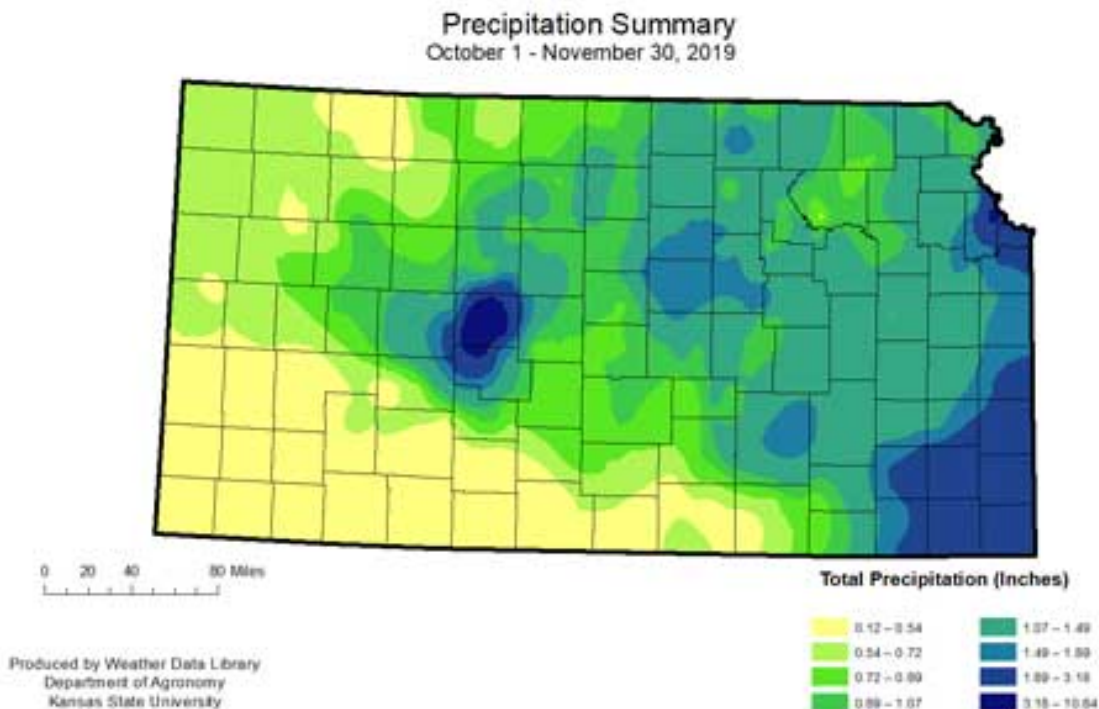 Precipitation Summary
October 1 - November 30, 2019
0 20 40 80 Miles
Total Precipitation (Inches)
0.12 – 0.54
0.54 – 0.72
0.72 – 0.89
0.89 – 1.07
1.07 – 1.49
1.49 – 1.89
1.89 – 3.18
3.18 – 10.64
Produced by Weather Data Library
Department of Agronomy
Kansas State University